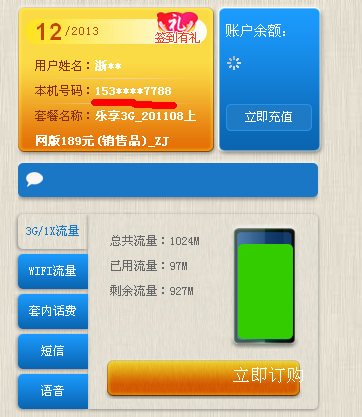 12/2013
礼
签到有礼
用户姓名：浙**
本机号码：153****7788
套餐名称：乐享3G_201108上
网版189元(销售品)_ZJ
账户余额：
立即充值
3G/1X流量
WIFI流量
套内话费
短信
语音
总共流量：1024M
已用流量：97M
剩余流量：927M
立即订购